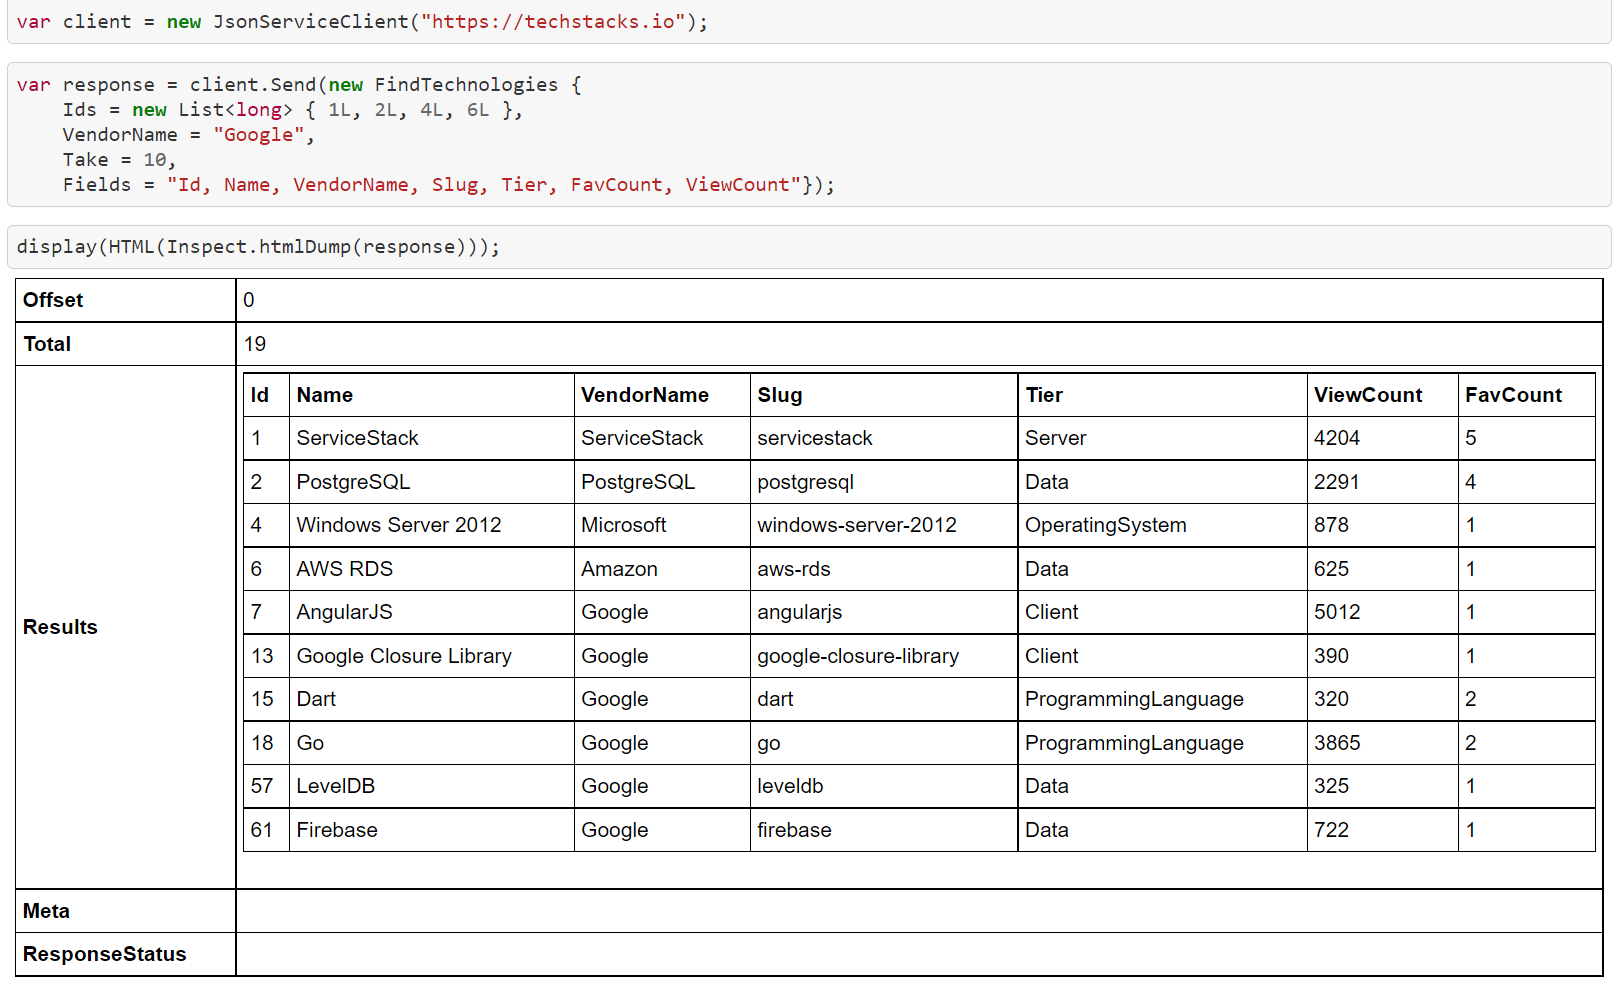 var client = new JsonServiceClient("https://techstacks.io");
var response = client.Send(new FindTechnologies {
    Ids = new List<long> { 1L, 2L, 4L, 6L },
    VendorName = "Google",
    Take = 10,
    Fields = "Id, Name, VendorName, Slug, Tier, FavCount, ViewCount"});
display(HTML(Inspect.htmlDump(response)));
Offset 0
Total 19
Results
Id Name VendorName Slug Tier ViewCount FavCount
1 ServiceStack ServiceStack servicestack Server 4204 5
2 PostgreSQL PostgreSQL postgresql Data 2291 4
4 Windows Server 2012 Microsoft windows-server-2012 OperatingSystem 878 1
6 AWS RDS Amazon aws-rds Data 625 1
7 AngularJS Google angularjs Client 5012 1
13 Google Closure Library Google google-closure-library Client 390 1
15 Dart Google dart ProgrammingLanguage 320 2
18 Go Google go ProgrammingLanguage 3865 2
57 LevelDB Google leveldb Data 325 1
61 Firebase Google firebase Data 722 1
Meta
ResponseStatus